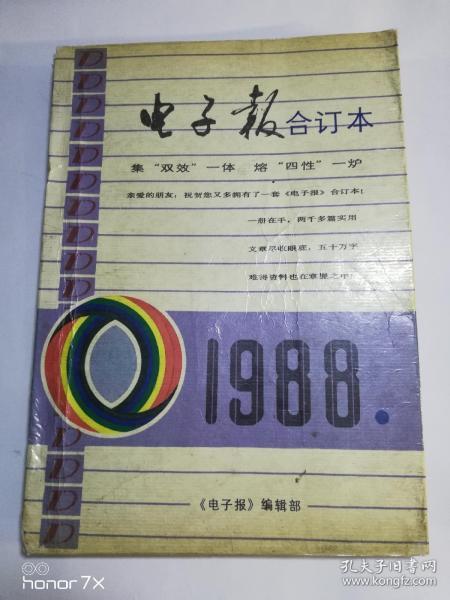 电子报合订本
集“双效”一体 熔“四性”一炉
亲爱的朋友：祝贺您又多拥有了一套《电子报》合订本！
一册在手，两千多篇实用
文章尽收眼底，五十万字
难得资料也在意握之中！
1988.
《电子报》编辑部
honor 7X
孔夫子旧书网
www.kongfz.com